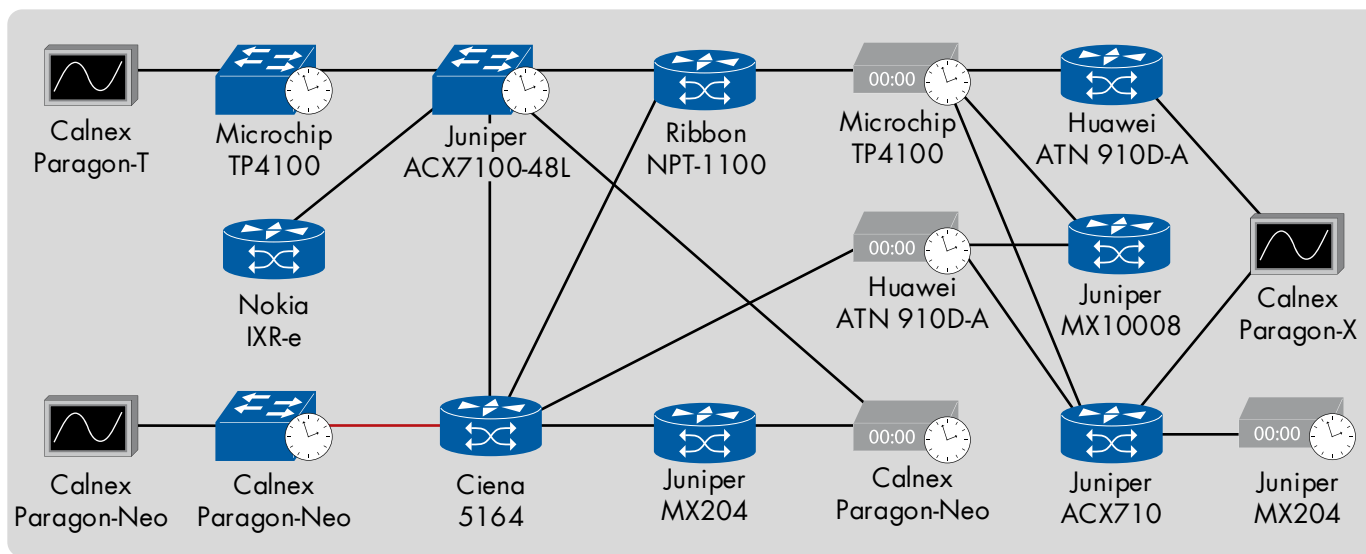 Calnex
Paragon-T
Microchip
TP4100
Juniper
ACX7100-48L
Ribbon
NPT-1100
00:00
Microchip
TP4100
Huawei
ATN 910D-A
Nokia
IXR-e
00:00
Huawei
ATN 910D-A
Juniper
MX10008
Calnex
Paragon-X
Calnex
Paragon-Neo
Calnex
Paragon-Neo
Ciena
5164
Juniper
MX204
00:00
Calnex
Paragon-Neo
Juniper
ACX710
00:00
Juniper
MX204